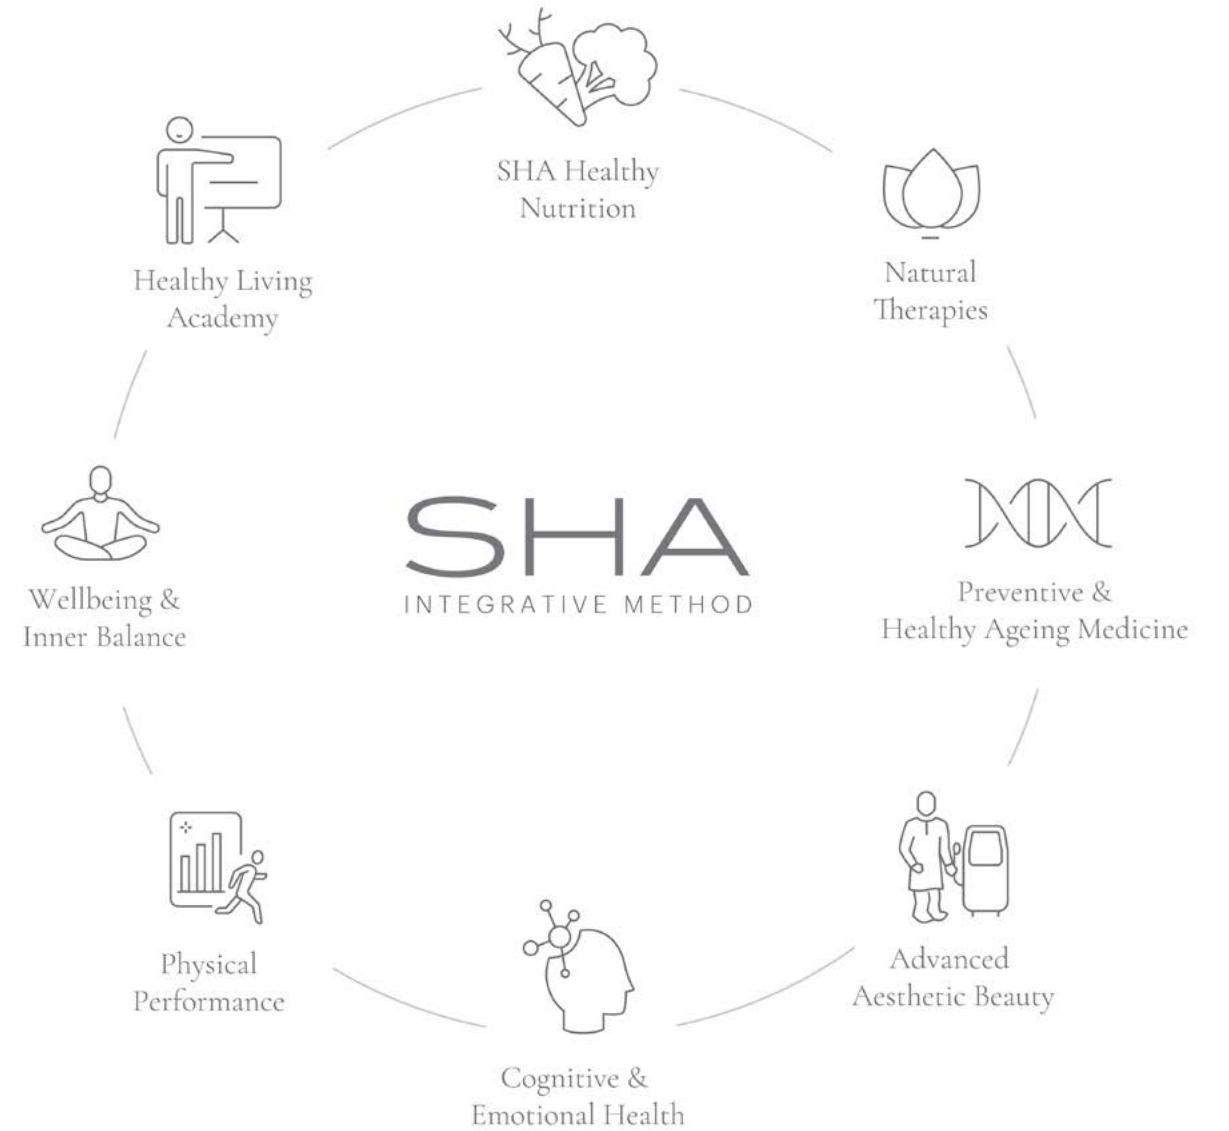 SHA Healthy
Nutrition
Natural
Therapies
Preventive &
Healthy Ageing Medicine
Advanced
Aesthetic Beauty
Cognitive &
Emotional Health
Physical
Performance
Wellbeing &
Inner Balance
Healthy Living
Academy
SHA
INTEGRATIVE METHOD